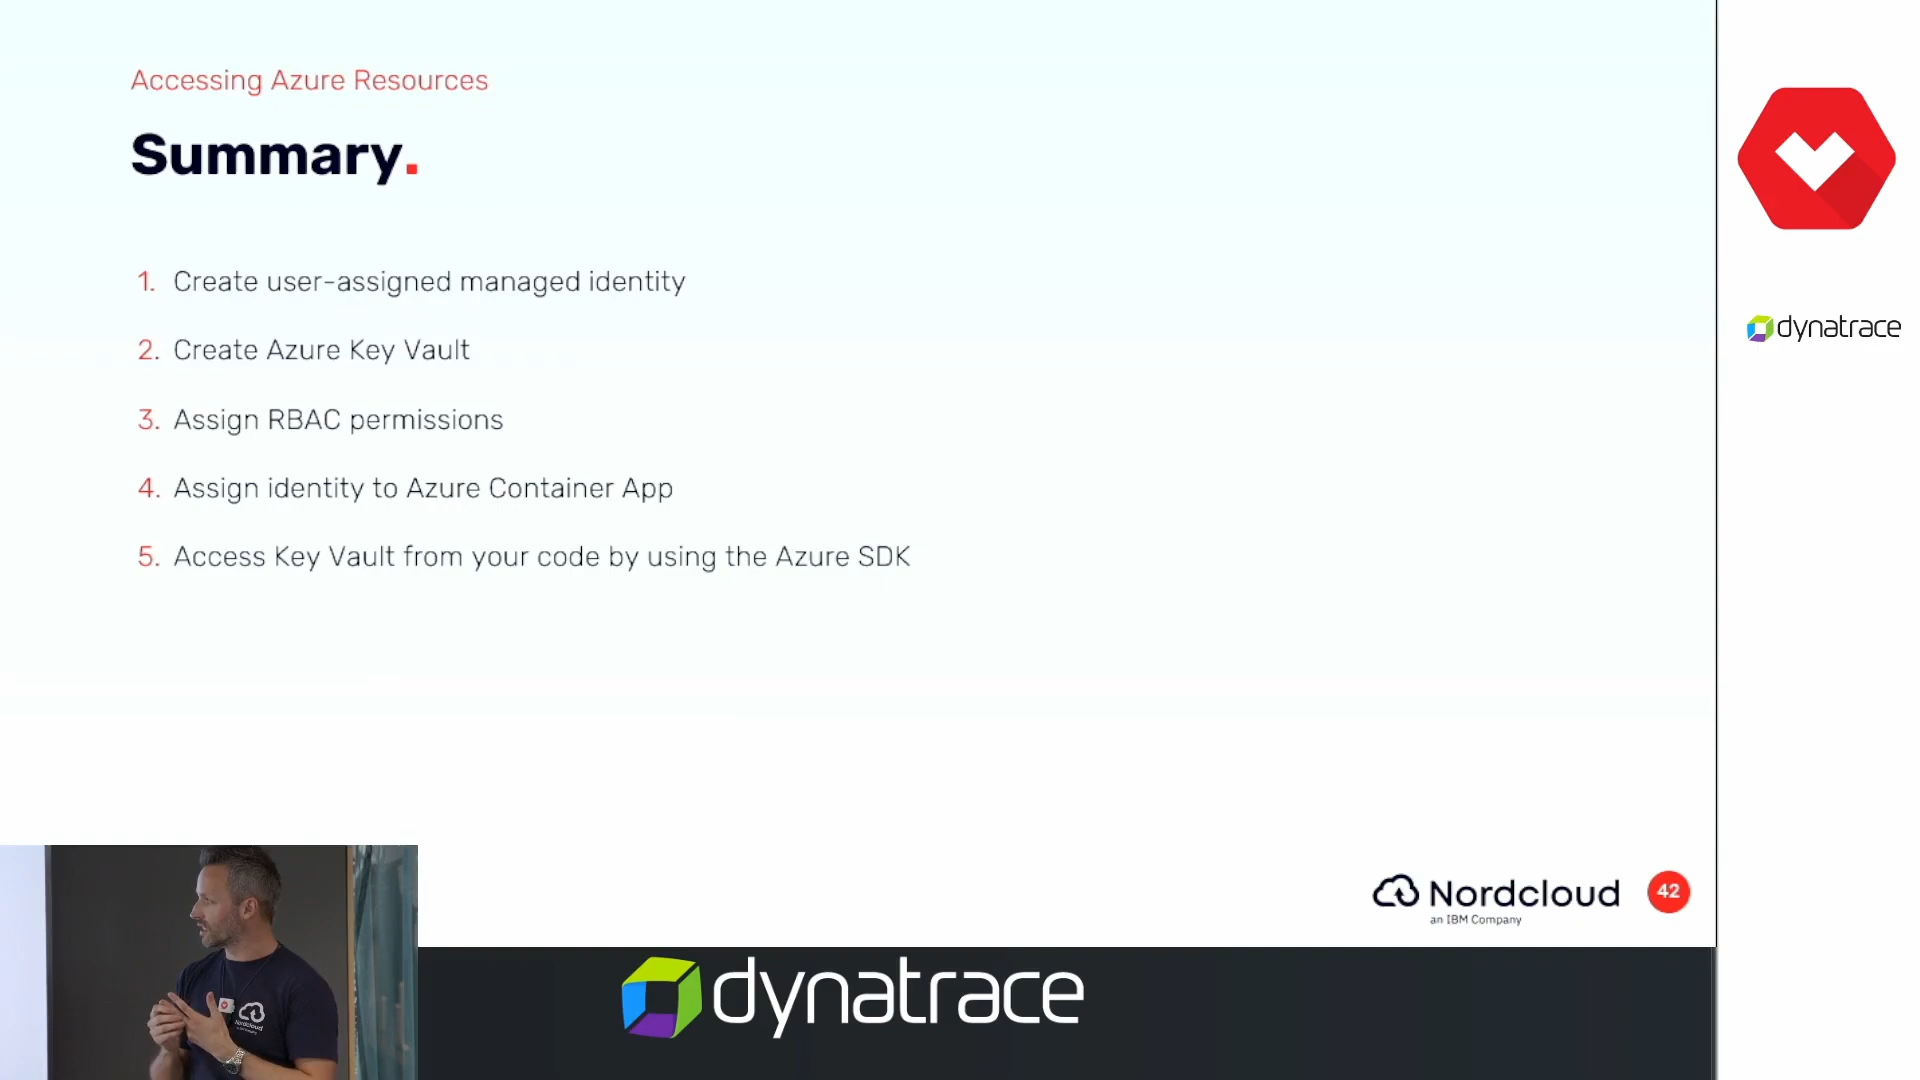 Accessing Azure Resources
Summary.
1. Create user-assigned managed identity
2. Create Azure Key Vault
3. Assign RBAC permissions
4. Assign identity to Azure Container App
5. Access Key Vault from your code by using the Azure SDK
dynatrace
Nordcloud
an IBM Company
42
dynatrace
Nordcloud